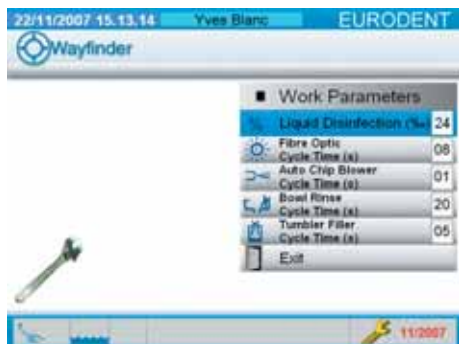 22/11/2007 15.13.14 Yves Blanc EURODENT
Wayfinder
Work Parameters
Liquid Disinfection (‰) 24
Fibre Optic
Cycle Time (s) 08
Auto Chip Blower
Cycle Time (s) 01
Bowl Rinse
Cycle Time (s) 20
Tumbler Filler
Cycle Time (s) 05
Exit
11/2007